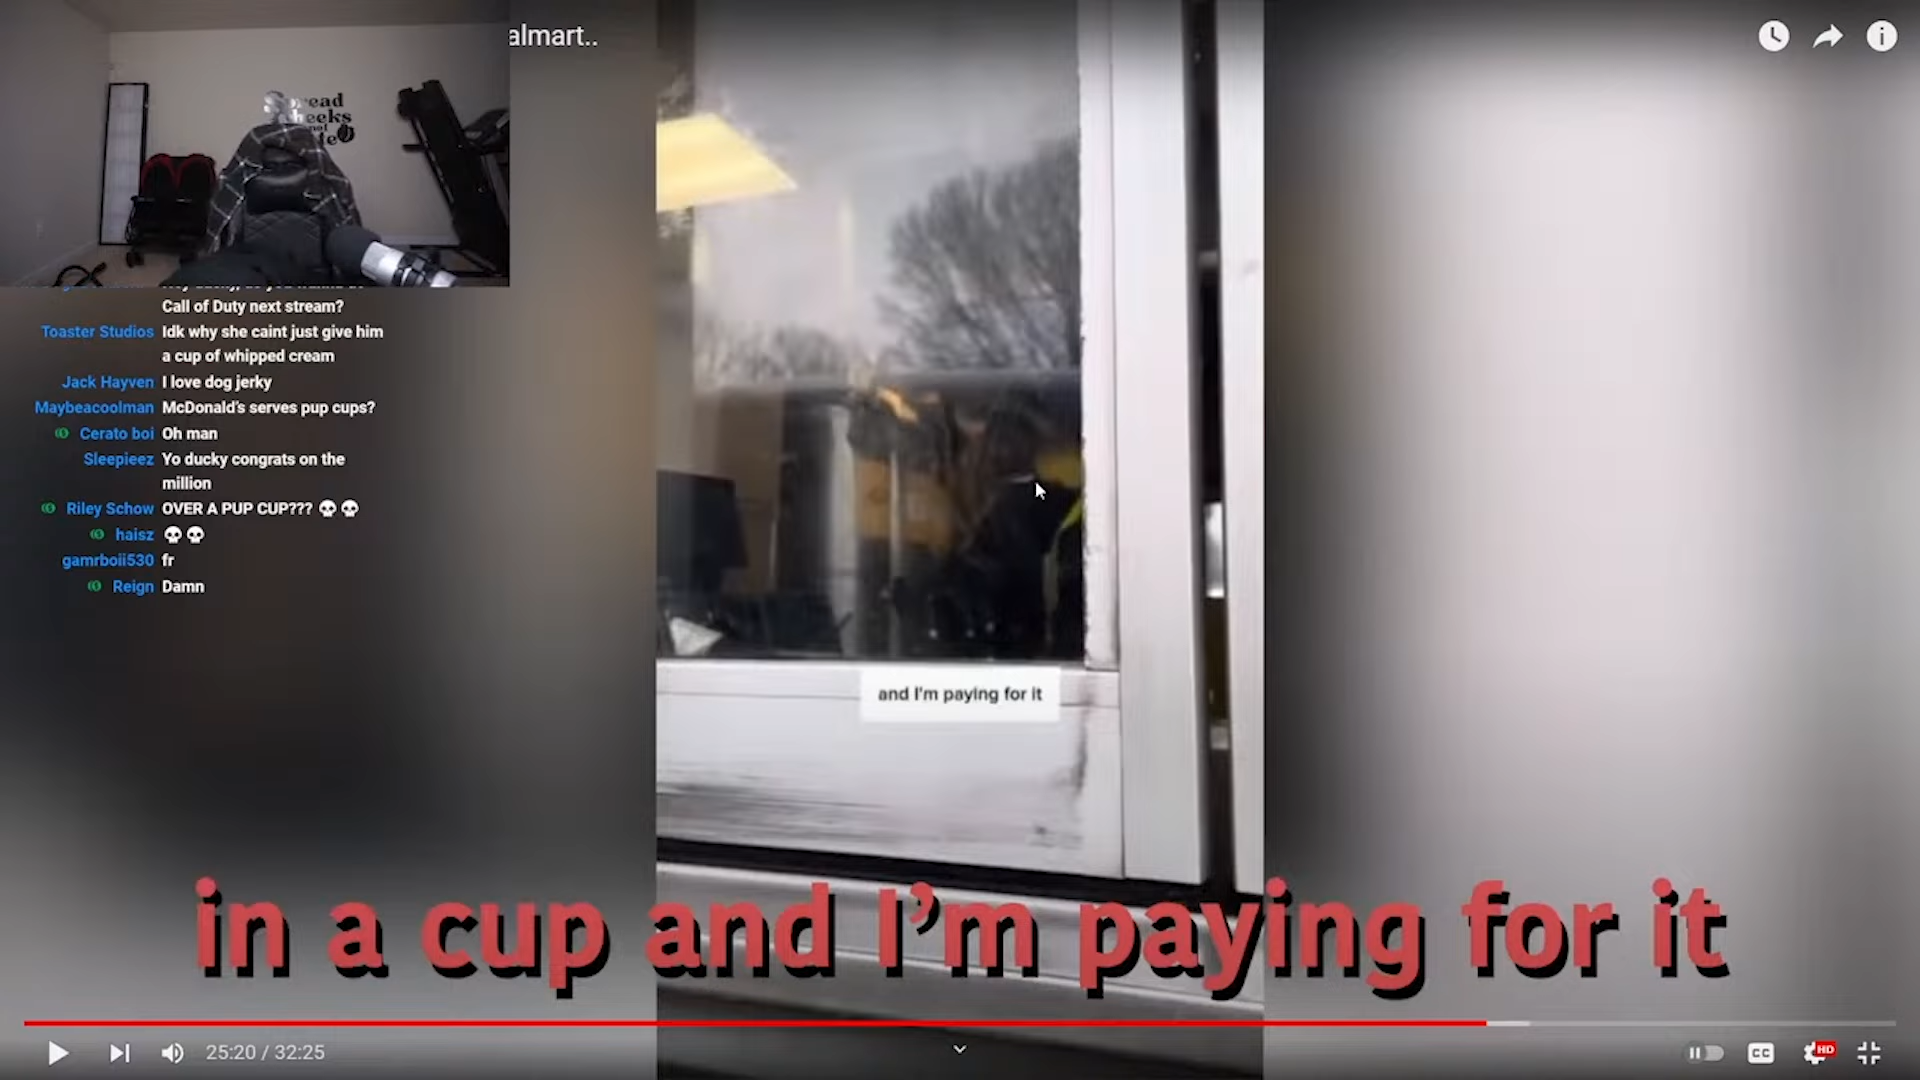 almart..
Call of Duty next stream?
Toaster Studios Idk why she caint just give him
a cup of whipped cream
Jack Hayven I love dog jerky
Maybeacoolman McDonald's serves pup cups?
Cerato boi Oh man
Sleepieez Yo ducky congrats on the
million
Riley Schow OVER A PUP CUP??? 💀💀
haisz 💀💀
gamrboii530 fr
Reign Damn
and I'm paying for it
in a cup and I'm paying for it
25:20 / 32:25
CC
HD